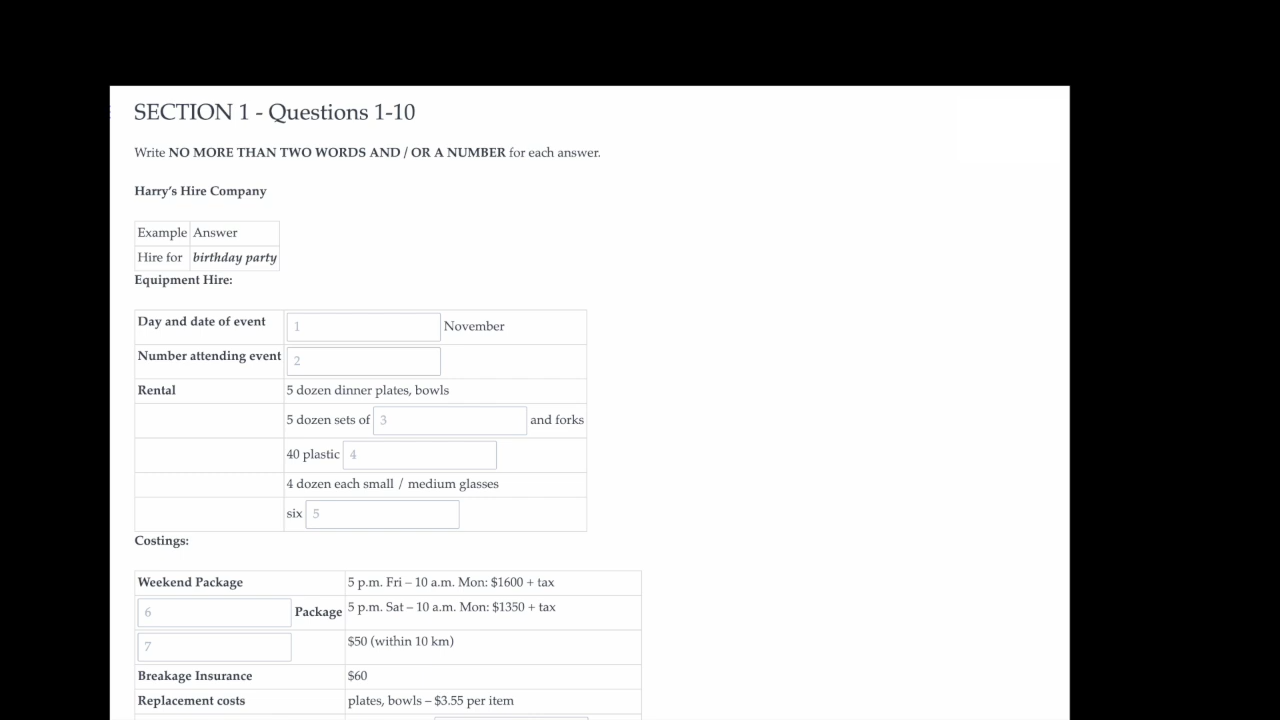 SECTION 1 - Questions 1-10
Write NO MORE THAN TWO WORDS AND / OR A NUMBER for each answer.
Harry's Hire Company
Example Answer
Hire for birthday party
Equipment Hire:
Day and date of event 1 November
Number attending event 2
Rental 5 dozen dinner plates, bowls
5 dozen sets of 3 and forks
40 plastic 4
4 dozen each small / medium glasses
six 5
Costings:
Weekend Package 5 p.m. Fri – 10 a.m. Mon: $1600 + tax
6 Package 5 p.m. Sat – 10 a.m. Mon: $1350 + tax
7 $50 (within 10 km)
Breakage Insurance $60
Replacement costs plates, bowls – $3.55 per item